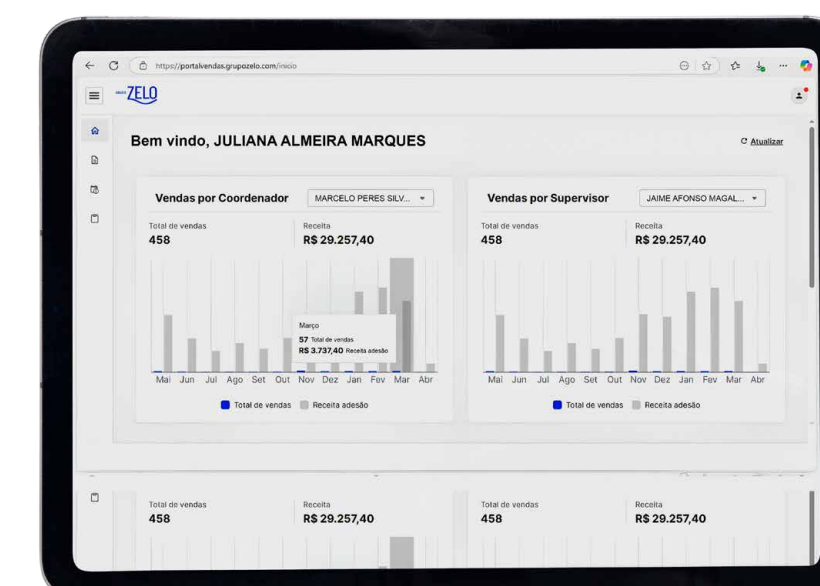 https://portalvendas.grupozelo.com/inicio
ZELO
Bem vindo, JULIANA ALMEIRA MARQUES
Atualizar
Vendas por Coordenador
MARCELO PERES SILV...
Total de vendas
458
Receita
R$ 29.257,40
Março
57 Total de vendas
R$ 3.737,40 Receita adesão
Mai Jun Jul Ago Set Out Nov Dez Jan Fev Mar Abr
Total de vendas Receita adesão
Vendas por Supervisor
JAIME AFONSO MAGAL...
Total de vendas
458
Receita
R$ 29.257,40
Mai Jun Jul Ago Set Out Nov Dez Jan Fev Mar Abr
Total de vendas Receita adesão
Total de vendas
458
Receita
R$ 29.257,40
Total de vendas
458
Receita
R$ 29.257,40